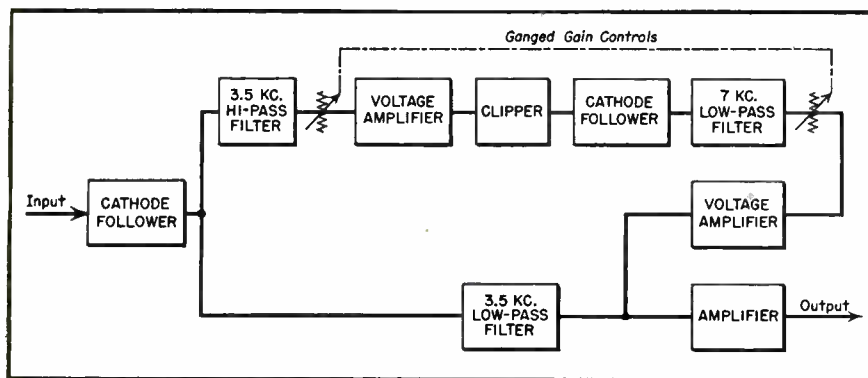 Ganged Gain Controls
3.5 KC.
HI-PASS
FILTER
VOLTAGE
AMPLIFIER
CLIPPER
CATHODE
FOLLOWER
7 KC.
LOW-PASS
FILTER
Input
CATHODE
FOLLOWER
VOLTAGE
AMPLIFIER
3.5 KC.
LOW-PASS
FILTER
AMPLIFIER
Output